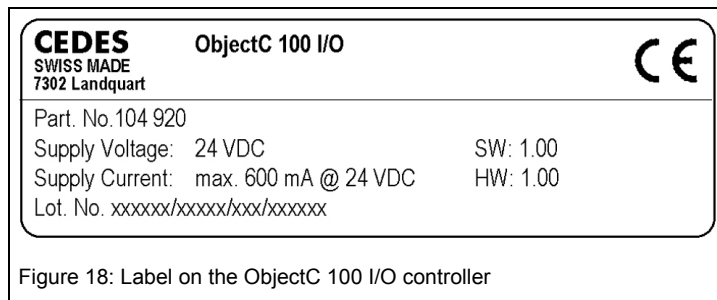 CEDES ObjectC 100 I/O
SWISS MADE
7302 Landquart
CE
Part. No.104 920
Supply Voltage: 24 VDC SW: 1.00
Supply Current: max. 600 mA @ 24 VDC HW: 1.00
Lot. No. xxxxxx/xxxxx/xxx/xxxxxx
Figure 18: Label on the ObjectC 100 I/O controller